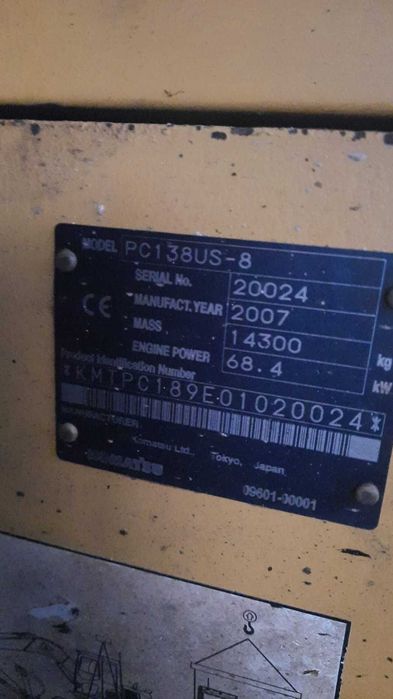 MODEL PC138US-8
SERIAL No. 20024
CE MANUFACT. YEAR 2007
MASS 14300 kg
ENGINE POWER 68.4 kW
Product Identification Number
*KMTPC189E01020024*
MANUFACTURER
Komatsu Ltd., Tokyo, Japan
KOMATSU
09601-00001